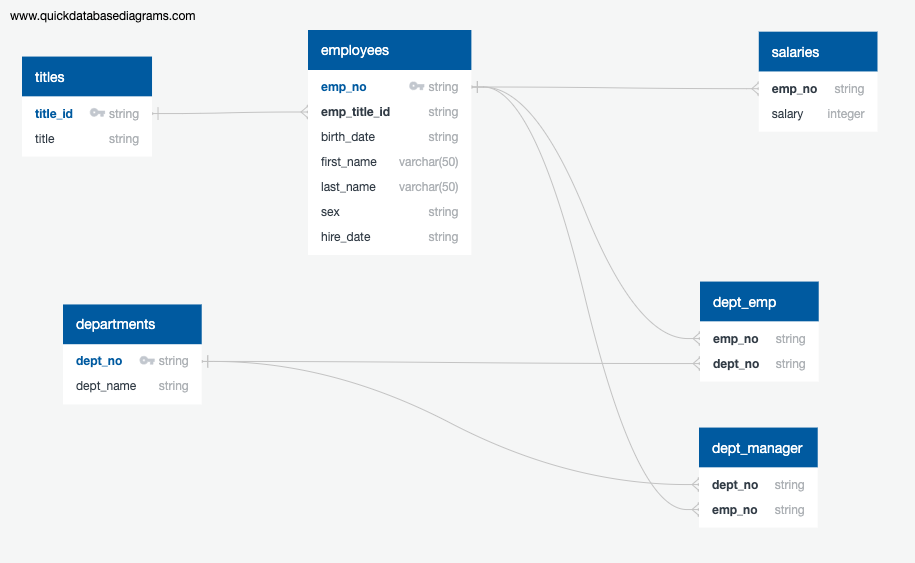 www.quickdatabasediagrams.com
titles
title_id string
title string
employees
emp_no string
emp_title_id string
birth_date string
first_name varchar(50)
last_name varchar(50)
sex string
hire_date string
salaries
emp_no string
salary integer
departments
dept_no string
dept_name string
dept_emp
emp_no string
dept_no string
dept_manager
dept_no string
emp_no string